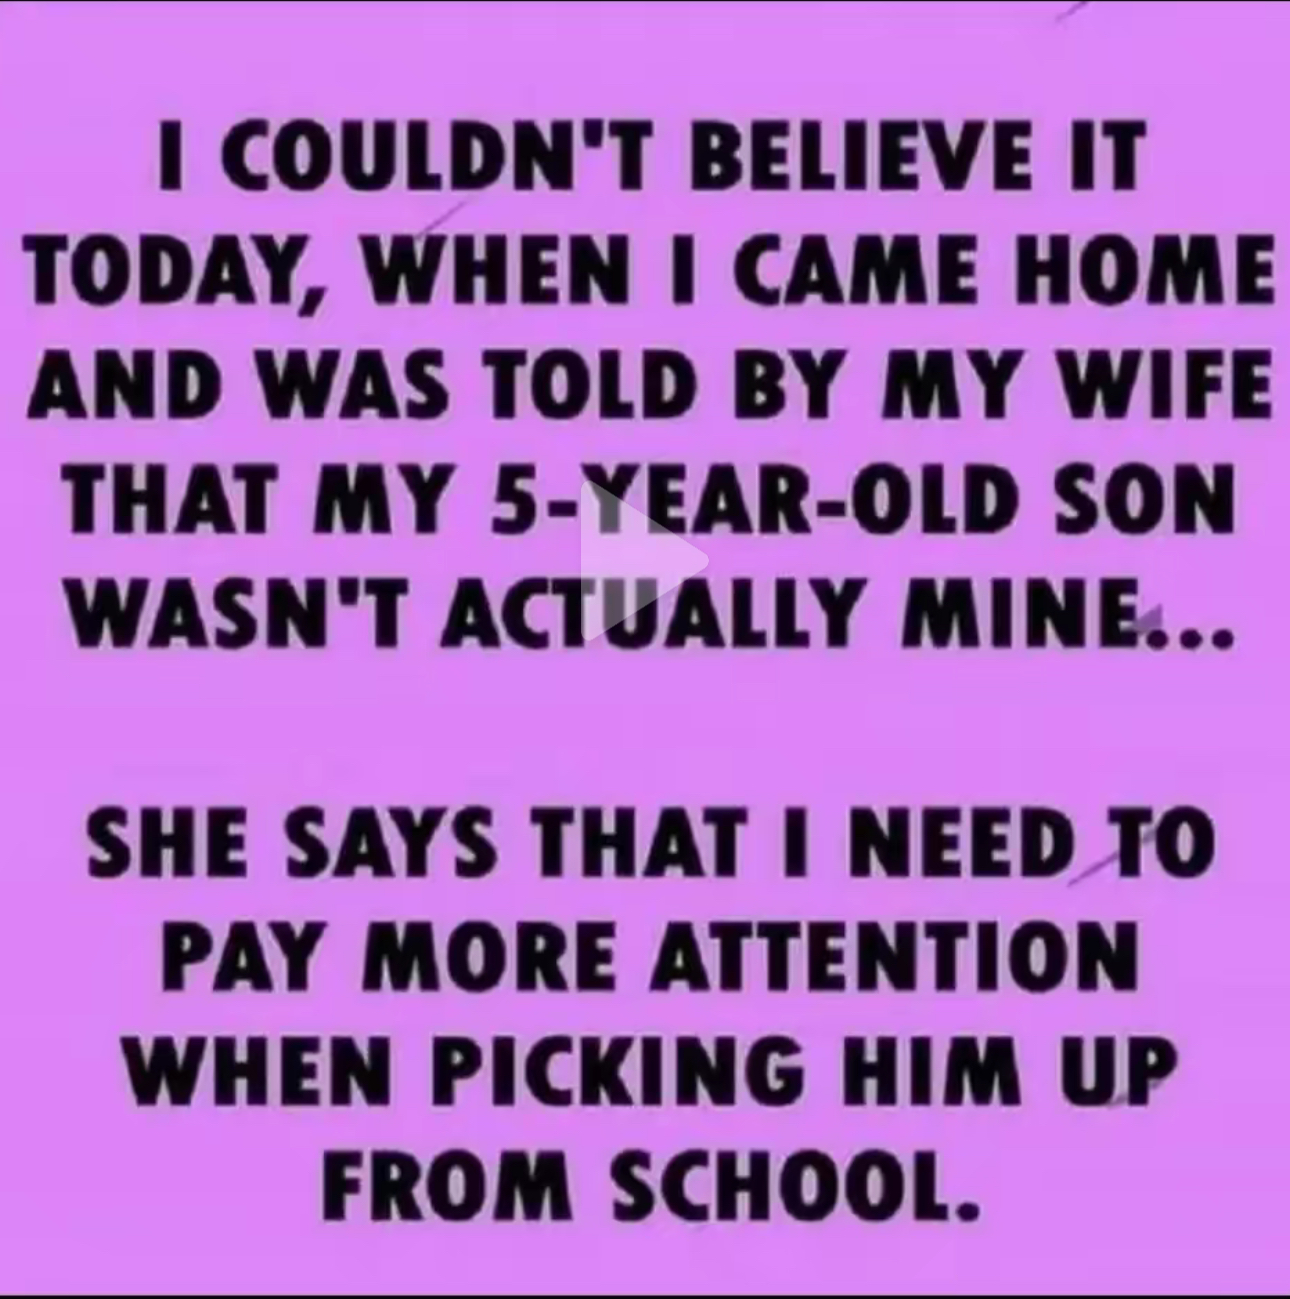 I COULDN'T BELIEVE IT
TODAY, WHEN I CAME HOME
AND WAS TOLD BY MY WIFE
THAT MY 5-YEAR-OLD SON
WASN'T ACTUALLY MINE...
SHE SAYS THAT I NEED TO
PAY MORE ATTENTION
WHEN PICKING HIM UP
FROM SCHOOL.